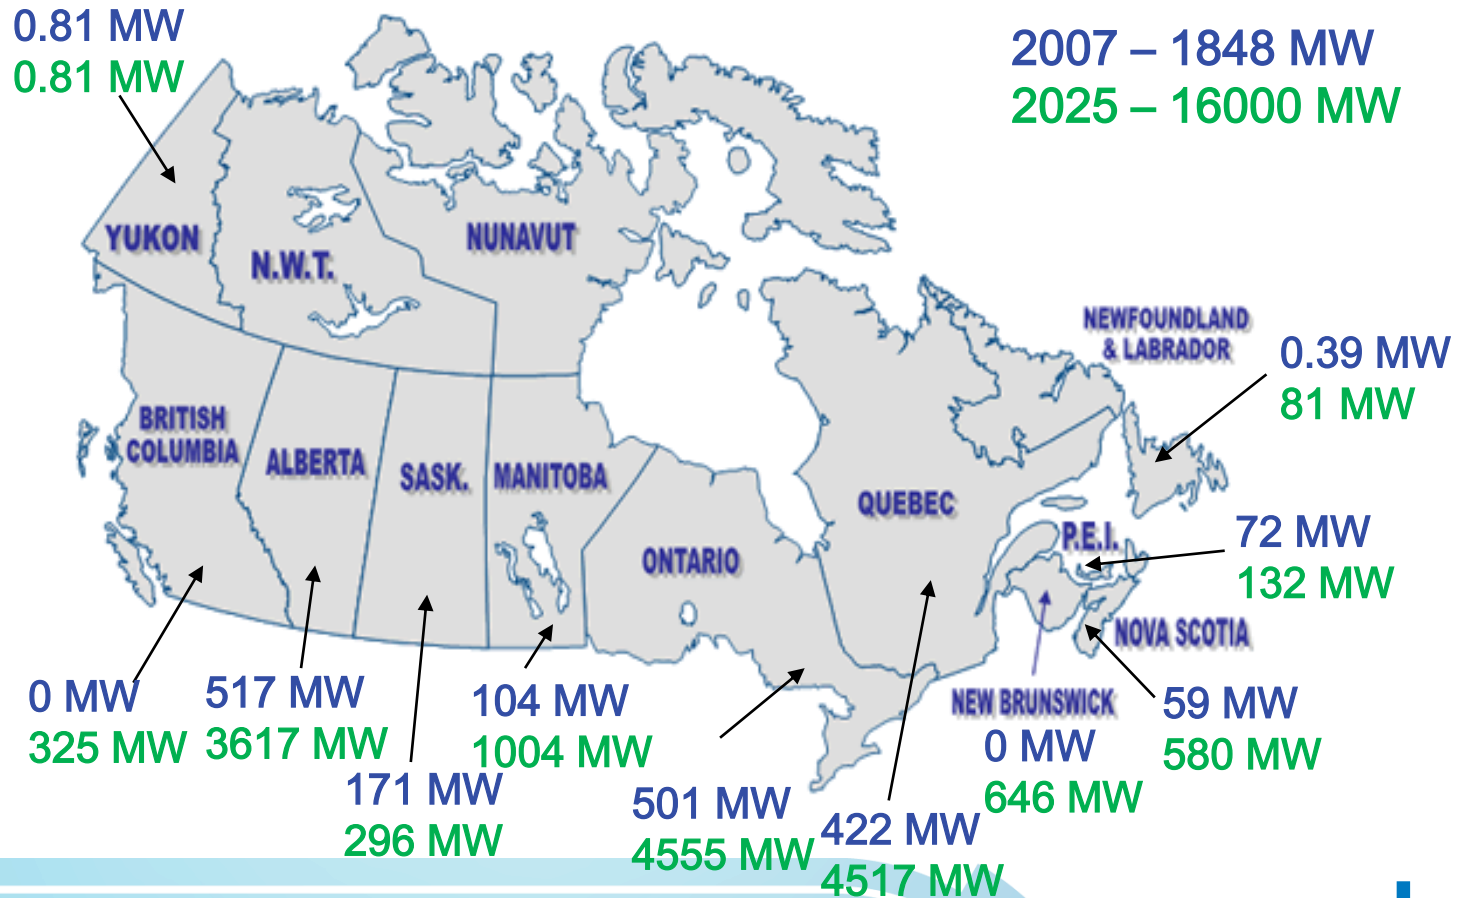 0.81 MW
0.81 MW
2007 – 1848 MW
2025 – 16000 MW
YUKON
N.W.T.
NUNAVUT
NEWFOUNDLAND
& LABRADOR
0.39 MW
81 MW
BRITISH
COLUMBIA
ALBERTA
SASK.
MANITOBA
ONTARIO
QUEBEC
P.E.I.
72 MW
132 MW
NOVA SCOTIA
NEW BRUNSWICK
0 MW
325 MW
517 MW
3617 MW
171 MW
296 MW
104 MW
1004 MW
501 MW
4555 MW
422 MW
4517 MW
0 MW
646 MW
59 MW
580 MW